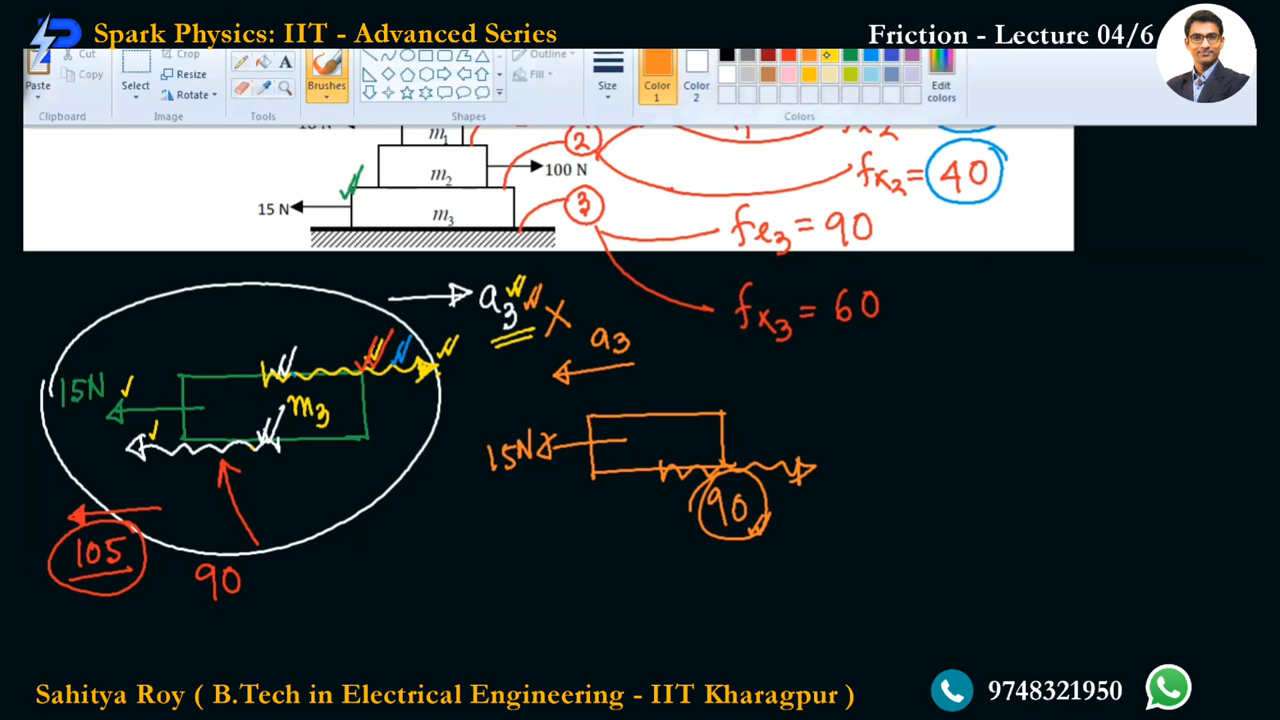 Spark Physics: IIT - Advanced Series
Friction - Lecture 04/6
Cut
Copy
Paste
Clipboard
Crop
Resize
Rotate
Select
Image
Tools
Brushes
Outline
Fill
Shapes
Size
Color 1
Color 2
Edit colors
Colors
m₁
m₂
100 N
15 N
m₃
2
3
fK₂ = 40
fl₃ = 90
fK₃ = 60
a₃ X
a₃
15N
m₃
15N
90
105
90
Sahitya Roy ( B.Tech in Electrical Engineering - IIT Kharagpur )
9748321950